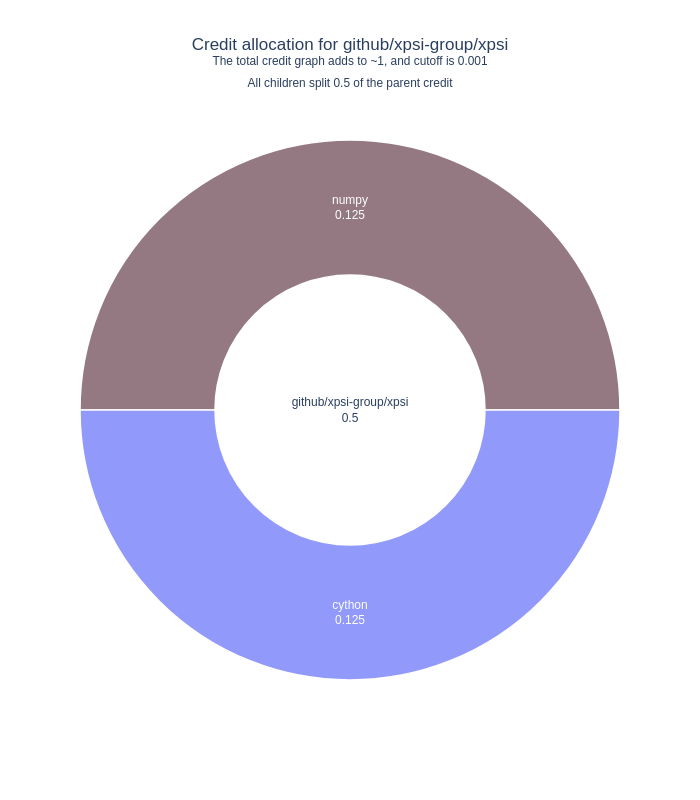 Credit allocation for github/xpsi-group/xpsi
The total credit graph adds to ~1, and cutoff is 0.001
All children split 0.5 of the parent credit
numpy
0.125
github/xpsi-group/xpsi
0.5
cython
0.125